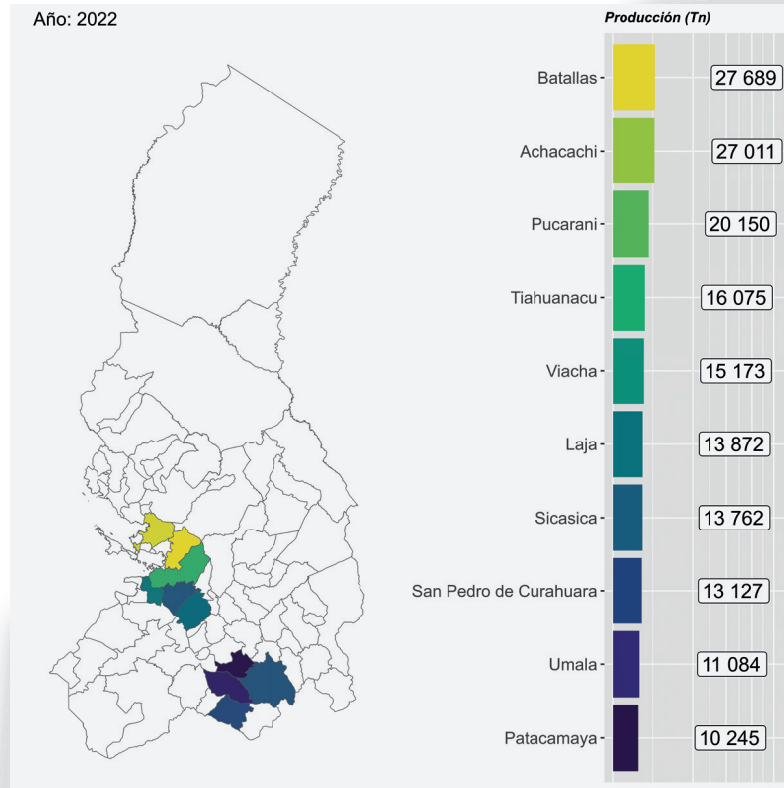 Año: 2022
Producción (Tn)
Batallas 27 689
Achacachi 27 011
Pucarani 20 150
Tiahuanacu 16 075
Viacha 15 173
Laja 13 872
Sicasica 13 762
San Pedro de Curahuara 13 127
Umala 11 084
Patacamaya 10 245